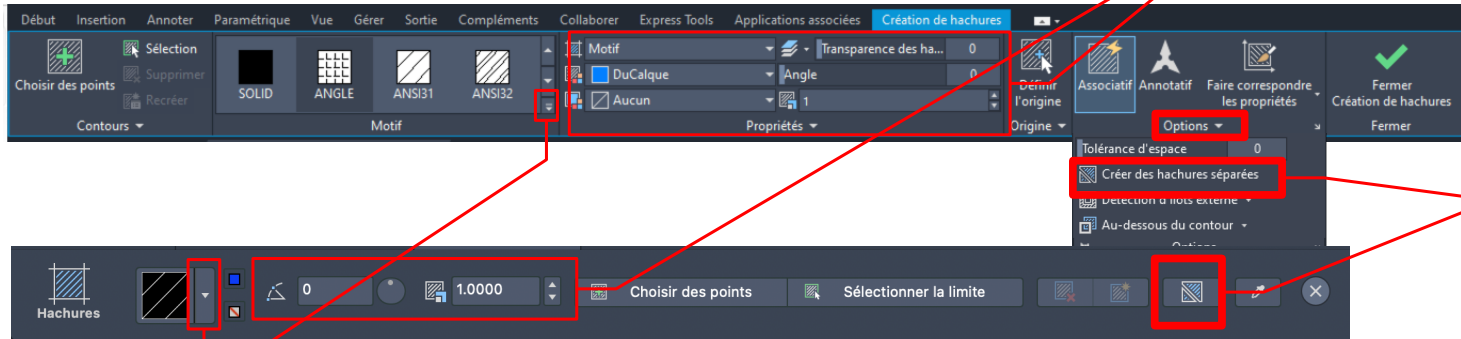 Début Insertion Annoter Paramétrique Vue Gérer Sortie Compléments Collaborer Express Tools Applications associées Création de hachures
Choisir des points
Sélection
Supprimer
Recréer
Contours
SOLID
ANGLE
ANSI31
ANSI32
Motif
Motif
Transparence des ha... 0
DuCalque
Angle 0
Aucun
1
Propriétés
Définir
l'origine
Origine
Associatif
Annotatif
Faire correspondre
les propriétés
Options
Fermer
Création de hachures
Fermer
Tolérance d'espace 0
Créer des hachures séparées
Détection d'îlots externe
Au-dessous du contour
Options
Hachures
0
1.0000
Choisir des points
Sélectionner la limite